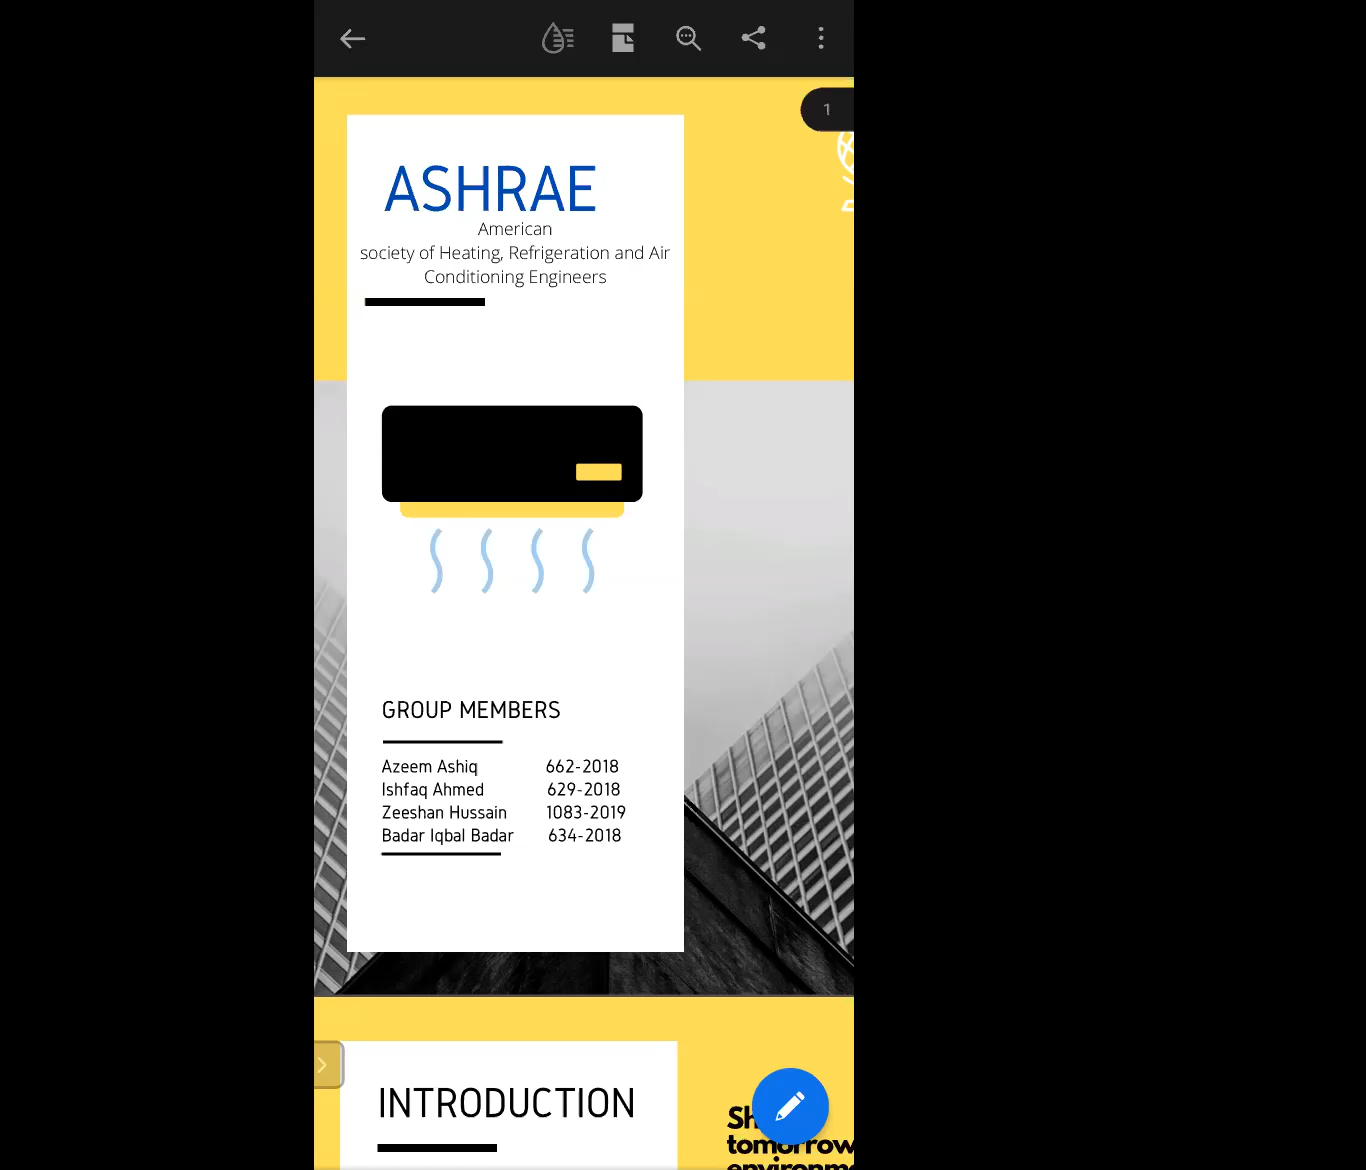 1
ASHRAE
American
society of Heating, Refrigeration and Air
Conditioning Engineers
GROUP MEMBERS
Azeem Ashiq 662-2018
Ishfaq Ahmed 629-2018
Zeeshan Hussain 1083-2019
Badar Iqbal Badar 634-2018
INTRODUCTION
tomorrow